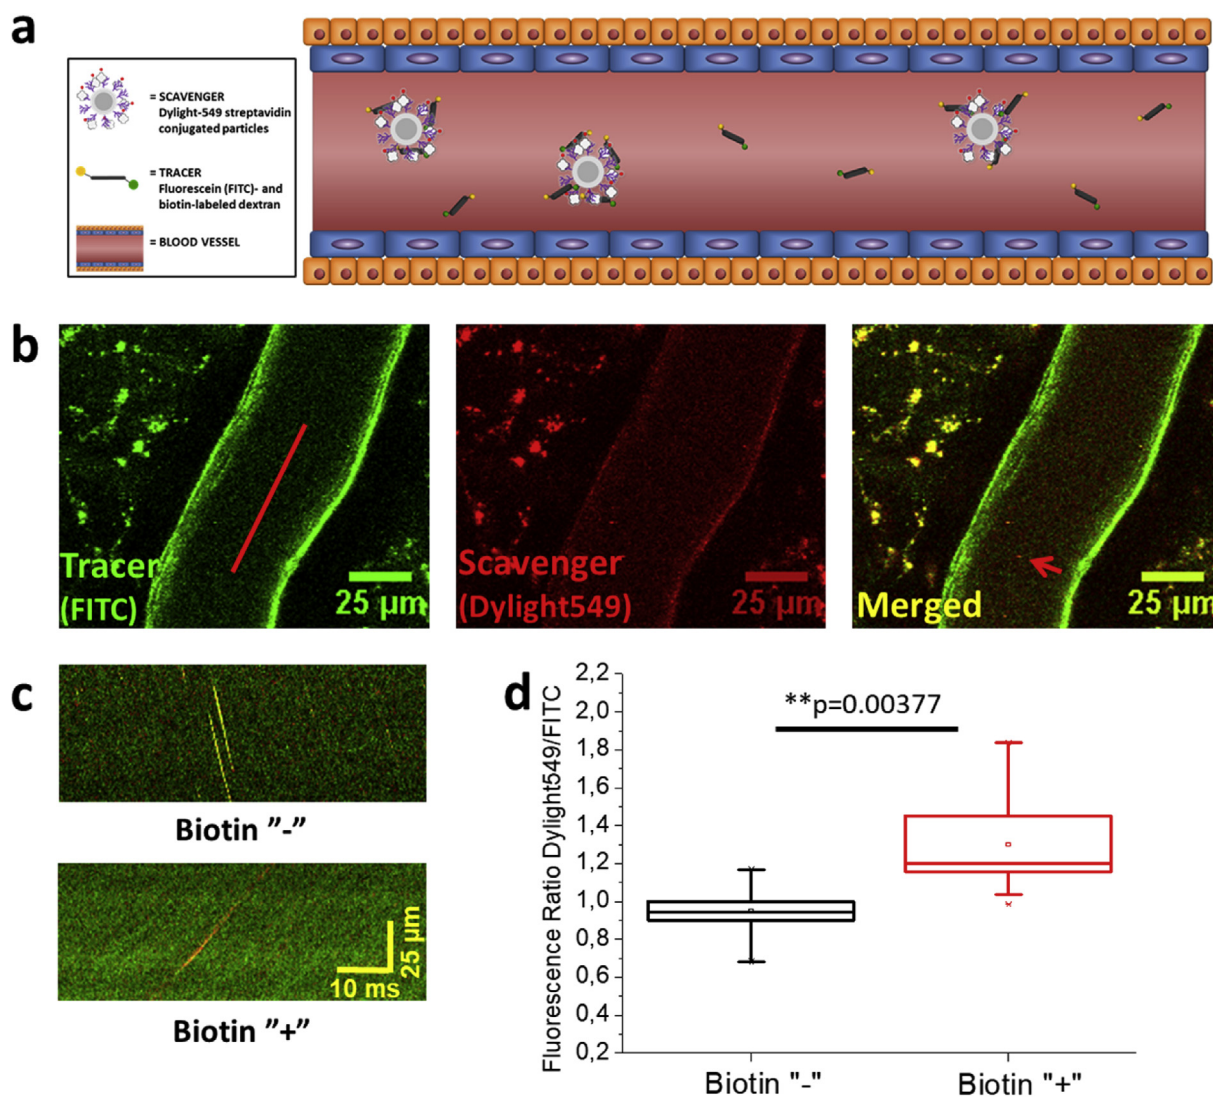 a
= SCAVENGER
Dylight-549 streptavidin
conjugated particles
= TRACER
Fluorescein (FITC)- and
biotin-labeled dextran
= BLOOD VESSEL
b
Tracer
(FITC)
25 µm
Scavenger
(Dylight549)
25 µm
Merged
25 µm
c
Biotin ”-”
25 µm
10 ms
Biotin ”+”
d
Fluorescence Ratio Dylight549/FITC
2,2
2,0
1,8
1,6
1,4
1,2
1,0
0,8
0,6
0,4
0,2
**p=0.00377
Biotin "-"
Biotin "+"